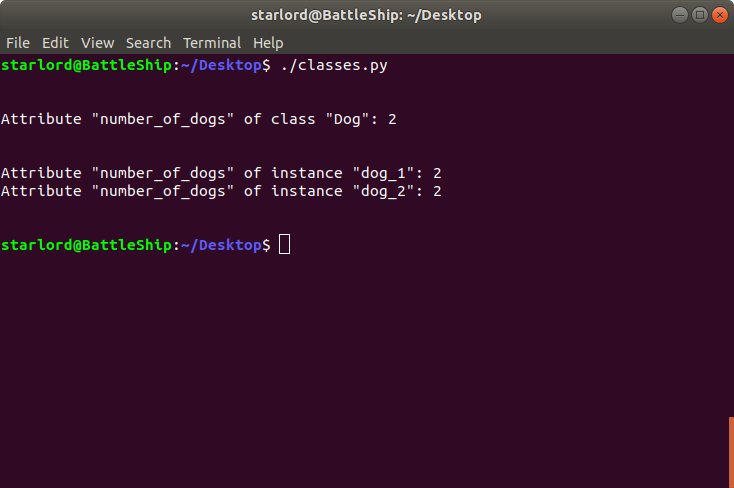 starlord@BattleShip: ~/Desktop
File Edit View Search Terminal Help
starlord@BattleShip:~/Desktop$ ./classes.py
Attribute "number_of_dogs" of class "Dog": 2
Attribute "number_of_dogs" of instance "dog_1": 2
Attribute "number_of_dogs" of instance "dog_2": 2
starlord@BattleShip:~/Desktop$